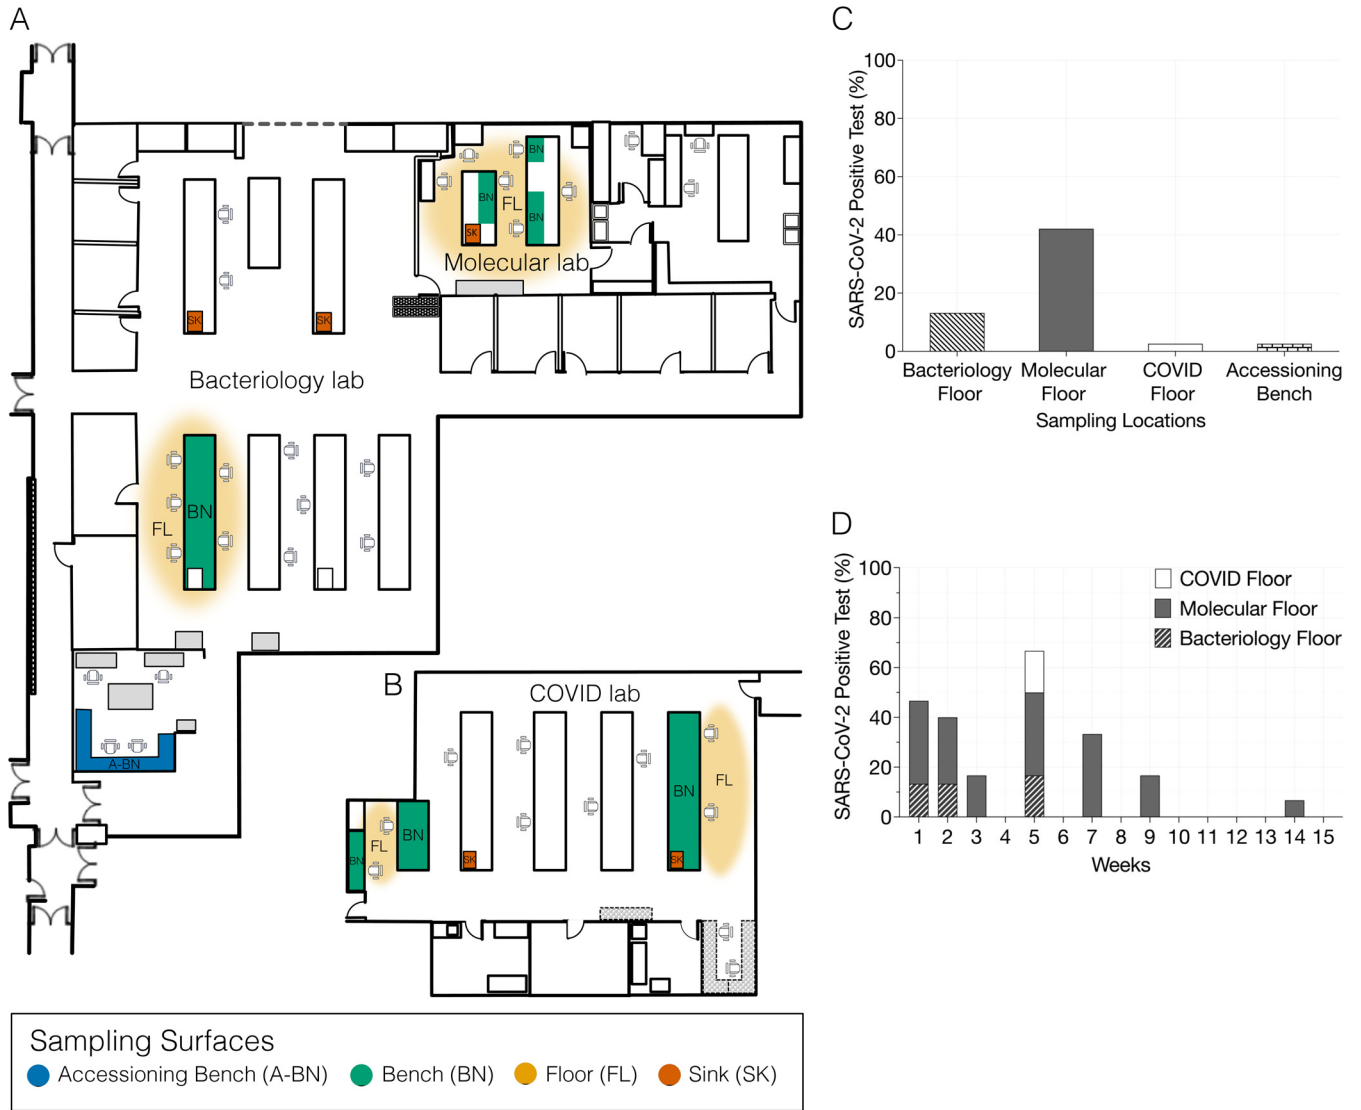 A
BN
BN
FL
BN
SK
Molecular lab
SK
SK
Bacteriology lab
BN
FL
A-BN
B
COVID lab
BN
FL
BN
FL
BN
SK
SK
Sampling Surfaces
Accessioning Bench (A-BN)
Bench (BN)
Floor (FL)
Sink (SK)
C
SARS-CoV-2 Positive Test (%)
100
80
60
40
20
0
Bacteriology Floor
Molecular Floor
COVID Floor
Accessioning Bench
Sampling Locations
D
SARS-CoV-2 Positive Test (%)
100
80
60
40
20
0
COVID Floor
Molecular Floor
Bacteriology Floor
1 2 3 4 5 6 7 8 9 10 11 12 13 14 15
Weeks